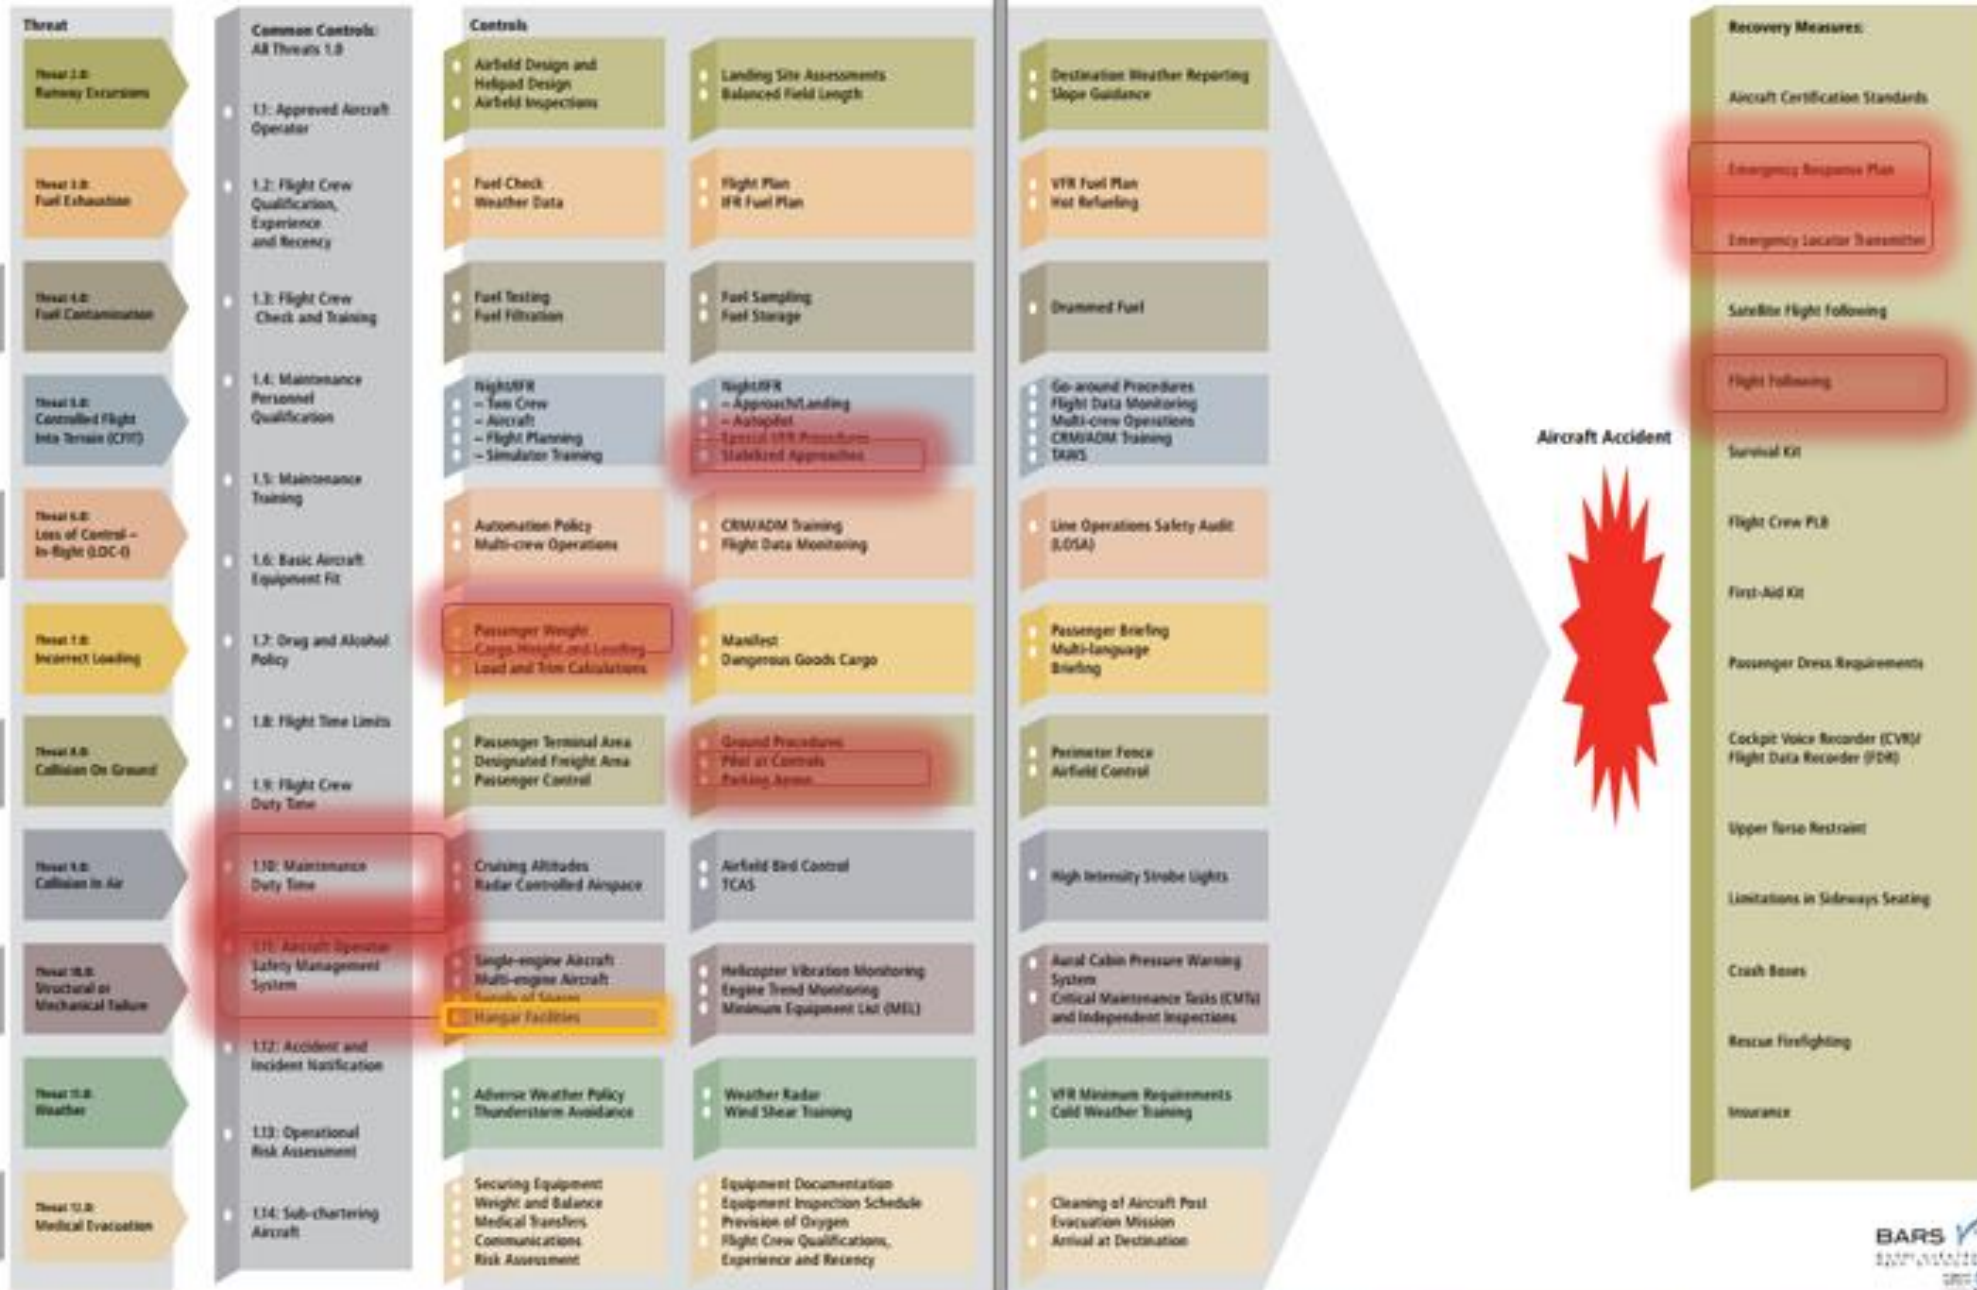 Threat
Threat 2.0:
Runway Excursions
Threat 3.0:
Fuel Exhaustion
Threat 4.0:
Fuel Contamination
Threat 5.0:
Controlled Flight
Into Terrain (CFIT)
Threat 6.0:
Loss of Control –
In-flight (LOC-I)
Threat 7.0:
Incorrect Loading
Threat 8.0:
Collision On Ground
Threat 9.0:
Collision In Air
Threat 10.0:
Structural or
Mechanical Failure
Threat 11.0:
Weather
Threat 12.0:
Medical Evacuation
Common Controls:
All Threats 1.0
1.1: Approved Aircraft
Operator
1.2: Flight Crew
Qualification,
Experience
and Recency
1.3: Flight Crew
Check and Training
1.4: Maintenance
Personnel
Qualification
1.5: Maintenance
Training
1.6: Basic Aircraft
Equipment Fit
1.7: Drug and Alcohol
Policy
1.8: Flight Time Limits
1.9: Flight Crew
Duty Time
1.10: Maintenance
Duty Time
1.11: Aircraft Operator
Safety Management
System
1.12: Accident and
Incident Notification
1.13: Operational
Risk Assessment
1.14: Sub-chartering
Aircraft
Controls
Airfield Design and
Helipad Design
Airfield Inspections
Landing Site Assessments
Balanced Field Length
Destination Weather Reporting
Slope Guidance
Fuel Check
Weather Data
Flight Plan
IFR Fuel Plan
VFR Fuel Plan
Hot Refueling
Fuel Testing
Fuel Filtration
Fuel Sampling
Fuel Storage
Drummed Fuel
Night/IFR
– Two Crew
– Aircraft
– Flight Planning
– Simulator Training
Night/IFR
– Approach/Landing
– Autopilot
Special VFR Procedures
Stabilized Approaches
Go-around Procedures
Flight Data Monitoring
Multi-crew Operations
CRM/ADM Training
TAWS
Automation Policy
Multi-crew Operations
CRM/ADM Training
Flight Data Monitoring
Line Operations Safety Audit
(LOSA)
Passenger Weight
Cargo Weight and Loading
Load and Trim Calculations
Manifest
Dangerous Goods Cargo
Passenger Briefing
Multi-language
Briefing
Passenger Terminal Area
Designated Freight Area
Passenger Control
Ground Procedures
Pilot at Controls
Parking Apron
Perimeter Fence
Airfield Control
Cruising Altitudes
Radar Controlled Airspace
Airfield Bird Control
TCAS
High Intensity Strobe Lights
Single-engine Aircraft
Multi-engine Aircraft
Supply of Spares
Hangar Facilities
Helicopter Vibration Monitoring
Engine Trend Monitoring
Minimum Equipment List (MEL)
Aural Cabin Pressure Warning
System
Critical Maintenance Tasks (CMTs)
and Independent Inspections
Adverse Weather Policy
Thunderstorm Avoidance
Weather Radar
Wind Shear Training
VFR Minimum Requirements
Cold Weather Training
Securing Equipment
Weight and Balance
Medical Transfers
Communications
Risk Assessment
Equipment Documentation
Equipment Inspection Schedule
Provision of Oxygen
Flight Crew Qualifications,
Experience and Recency
Cleaning of Aircraft Post
Evacuation Mission
Arrival at Destination
Aircraft Accident
Recovery Measures:
Aircraft Certification Standards
Emergency Response Plan
Emergency Locator Transmitter
Satellite Flight Following
Flight Following
Survival Kit
Flight Crew PLB
First-Aid Kit
Passenger Dress Requirements
Cockpit Voice Recorder (CVR)/
Flight Data Recorder (FDR)
Upper Torso Restraint
Limitations in Sideways Seating
Crash Boxes
Rescue Firefighting
Insurance
BARS